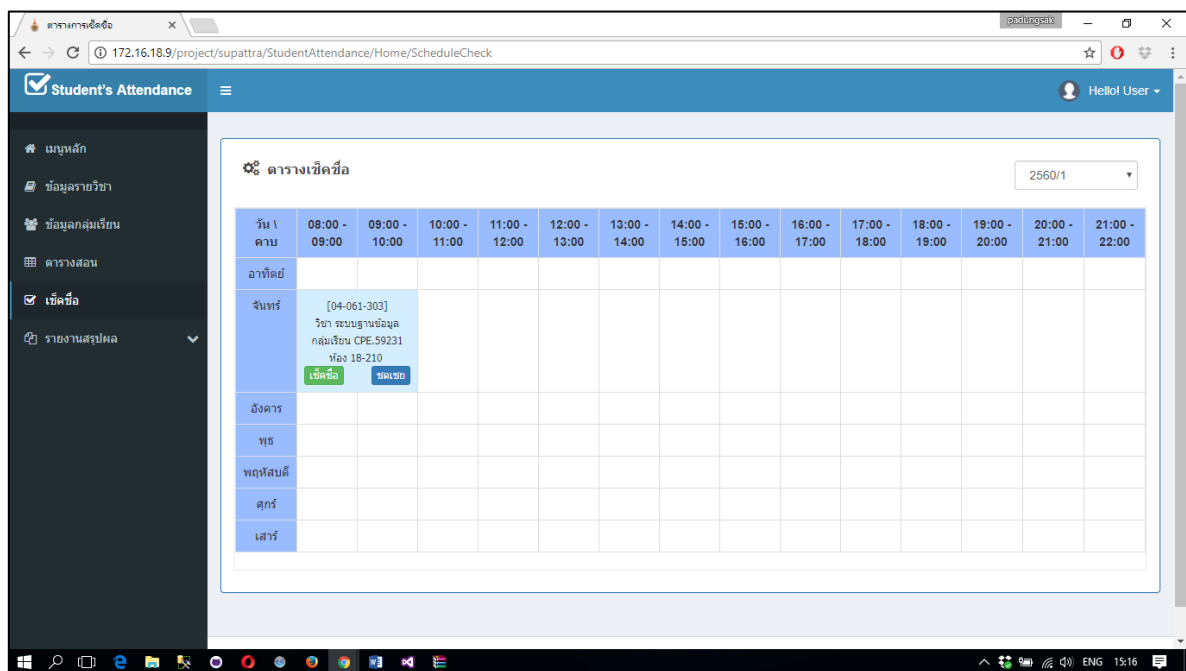 ตารางการเช็คชื่อ
padungsak
172.16.18.9/project/supattra/StudentAttendance/Home/ScheduleCheck
Student's Attendance
Hello! User
เมนูหลัก
ข้อมูลรายวิชา
ข้อมูลกลุ่มเรียน
ตารางสอน
เช็คชื่อ
รายงานสรุปผล
ตารางเช็คชื่อ
2560/1
วัน \ 08:00 - 09:00 - 10:00 - 11:00 - 12:00 - 13:00 - 14:00 - 15:00 - 16:00 - 17:00 - 18:00 - 19:00 - 20:00 - 21:00 -
คาบ 09:00 10:00 11:00 12:00 13:00 14:00 15:00 16:00 17:00 18:00 19:00 20:00 21:00 22:00
อาทิตย์
จันทร์ [04-061-303]
วิชา ระบบฐานข้อมูล
กลุ่มเรียน CPE.59231
ห้อง 18-210
เช็คชื่อ ชดเชย
อังคาร
พุธ
พฤหัสบดี
ศุกร์
เสาร์
ENG 15:16